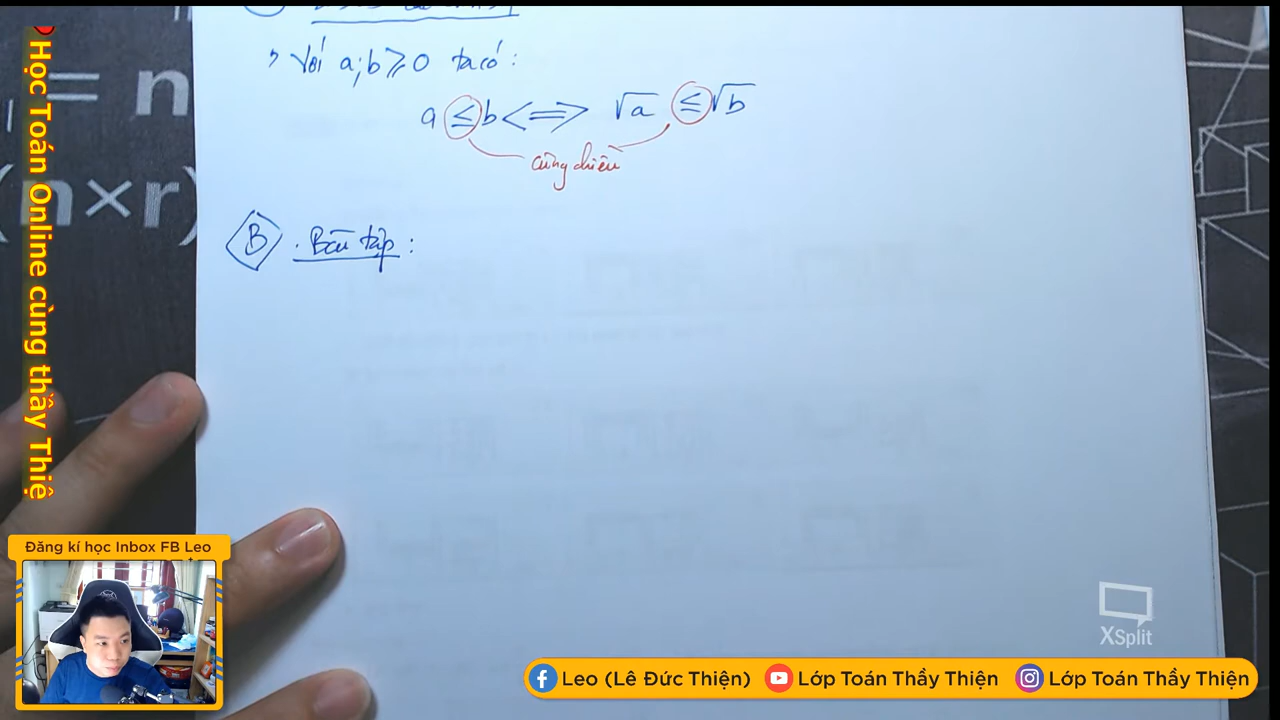 , Với a;b ⩾ 0 ta có :
a ≤ b <=> √a ≤ √b
cùng chiều
B . Bài tập :
= n
(n×r)
Học Toán Online cùng thầy Thiệ
Đăng kí học Inbox FB Leo
XSplit
Leo (Lê Đức Thiện) Lớp Toán Thầy Thiện Lớp Toán Thầy Thiện